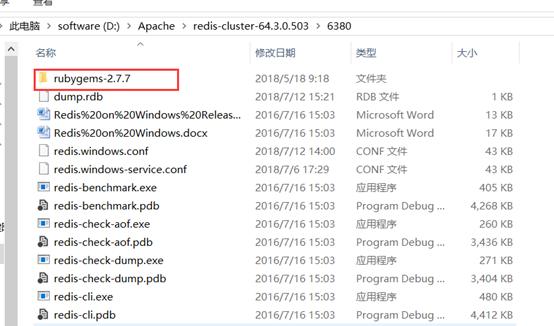 查看
此电脑 › software (D:) › Apache › redis-cluster-64.3.0.503 › 6380
名称 修改日期 类型 大小
rubygems-2.7.7 2018/5/18 9:18 文件夹
dump.rdb 2018/7/12 15:21 RDB 文件 1 KB
Redis%20on%20Windows%20Releas... 2016/7/16 15:03 Microsoft Word 13 KB
Redis%20on%20Windows.docx 2016/7/16 15:03 Microsoft Word 17 KB
redis.windows.conf 2018/7/12 14:00 CONF 文件 43 KB
redis.windows-service.conf 2018/7/6 17:29 CONF 文件 43 KB
redis-benchmark.exe 2016/7/16 15:03 应用程序 405 KB
redis-benchmark.pdb 2016/7/16 15:03 Program Debug ... 4,268 KB
redis-check-aof.exe 2016/7/16 15:03 应用程序 260 KB
redis-check-aof.pdb 2016/7/16 15:03 Program Debug ... 3,436 KB
redis-check-dump.exe 2016/7/16 15:03 应用程序 271 KB
redis-check-dump.pdb 2016/7/16 15:03 Program Debug ... 3,404 KB
redis-cli.exe 2016/7/16 15:03 应用程序 480 KB
redis-cli.pdb 2016/7/16 15:03 Program Debug ... 4,412 KB